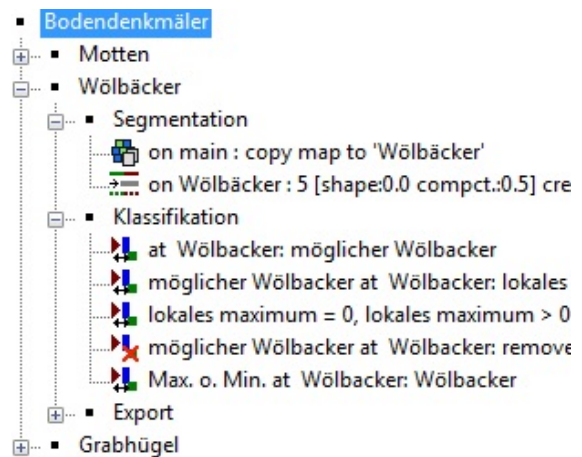 Bodendenkmäler
Motten
Wölbäcker
Segmentation
on main : copy map to 'Wölbäcker'
on Wölbäcker : 5 [shape:0.0 compct.:0.5] cre
Klassifikation
at Wölbacker: möglicher Wölbacker
möglicher Wölbacker at Wölbacker: lokales
lokales maximum = 0, lokales maximum > 0
möglicher Wölbacker at Wölbacker: remove
Max. o. Min. at Wölbacker: Wölbacker
Export
Grabhügel